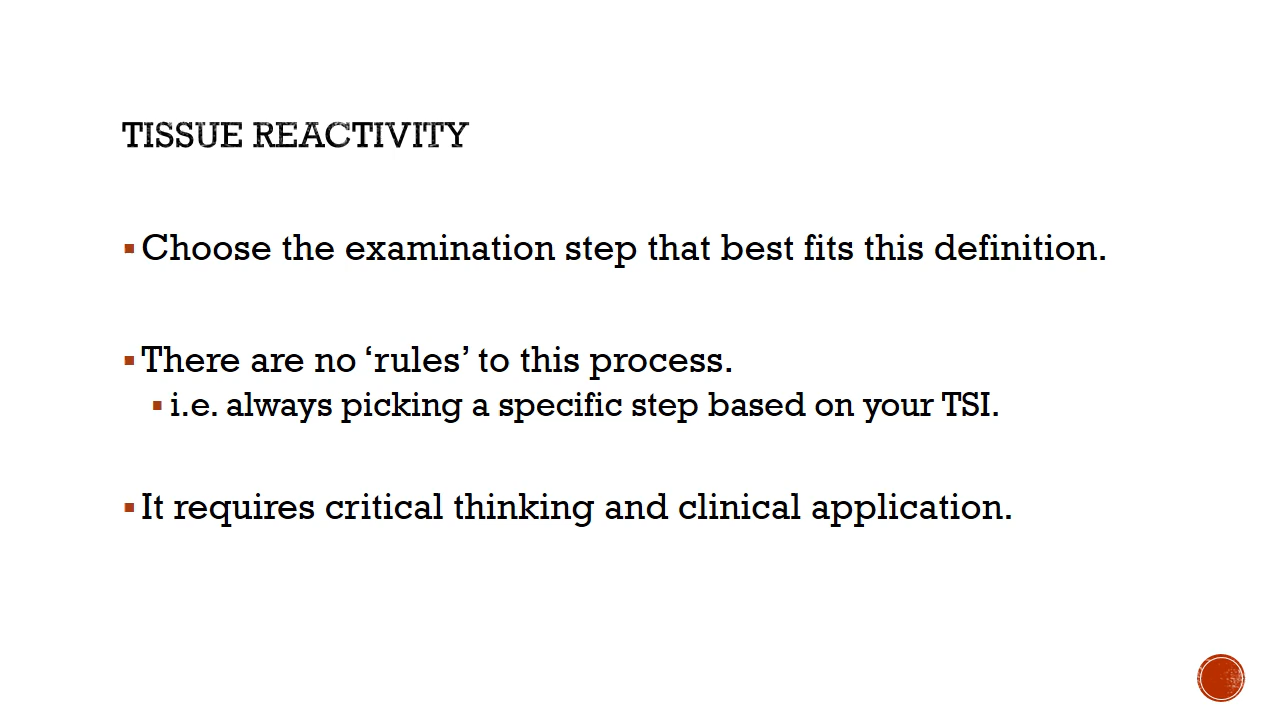 TISSUE REACTIVITY
Choose the examination step that best fits this definition.
There are no ‘rules’ to this process.
i.e. always picking a specific step based on your TSI.
It requires critical thinking and clinical application.